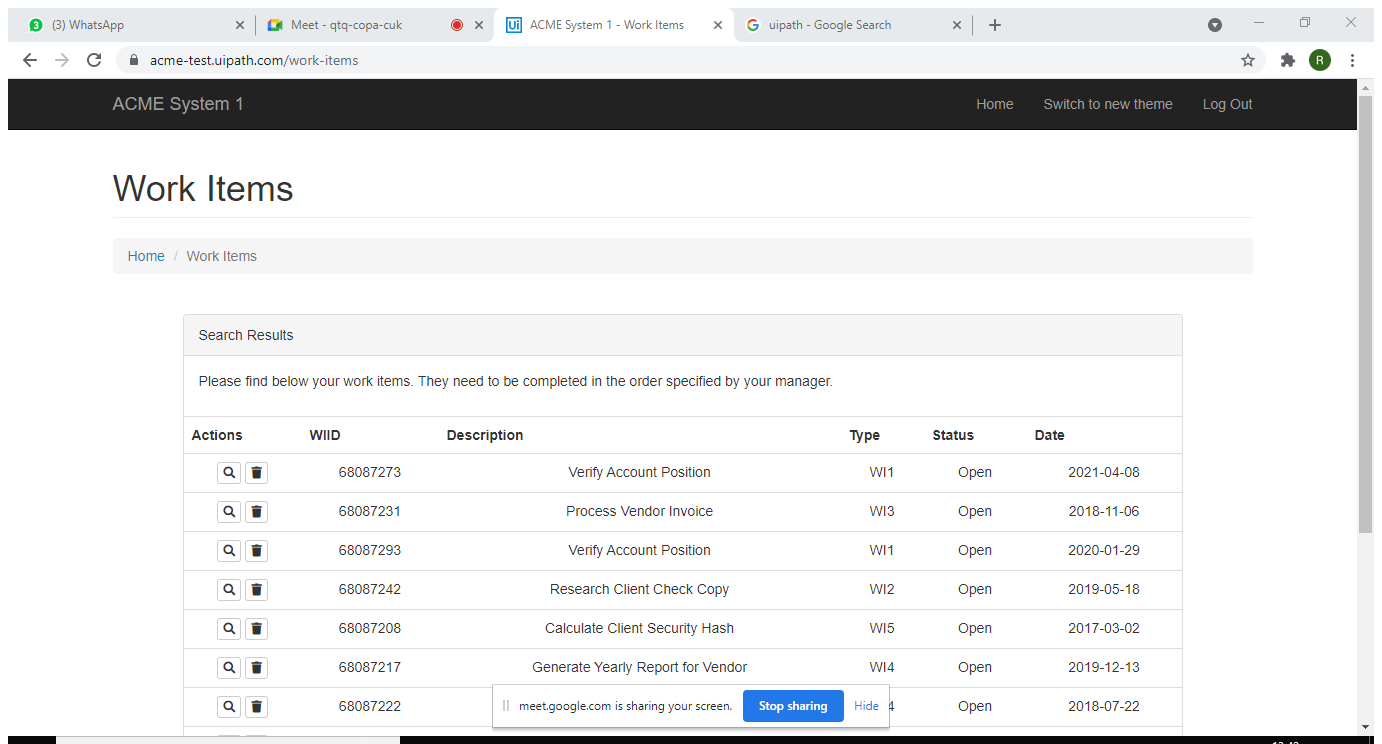 3 (3) WhatsApp Meet - qtq-copa-cuk Ui ACME System 1 - Work Items G uipath - Google Search
acme-test.uipath.com/work-items R
ACME System 1 Home Switch to new theme Log Out
Work Items
Home / Work Items
Search Results
Please find below your work items. They need to be completed in the order specified by your manager.
Actions WIID Description Type Status Date
68087273 Verify Account Position WI1 Open 2021-04-08
68087231 Process Vendor Invoice WI3 Open 2018-11-06
68087293 Verify Account Position WI1 Open 2020-01-29
68087242 Research Client Check Copy WI2 Open 2019-05-18
68087208 Calculate Client Security Hash WI5 Open 2017-03-02
68087217 Generate Yearly Report for Vendor WI4 Open 2019-12-13
68087222 4 Open 2018-07-22
meet.google.com is sharing your screen. Stop sharing Hide